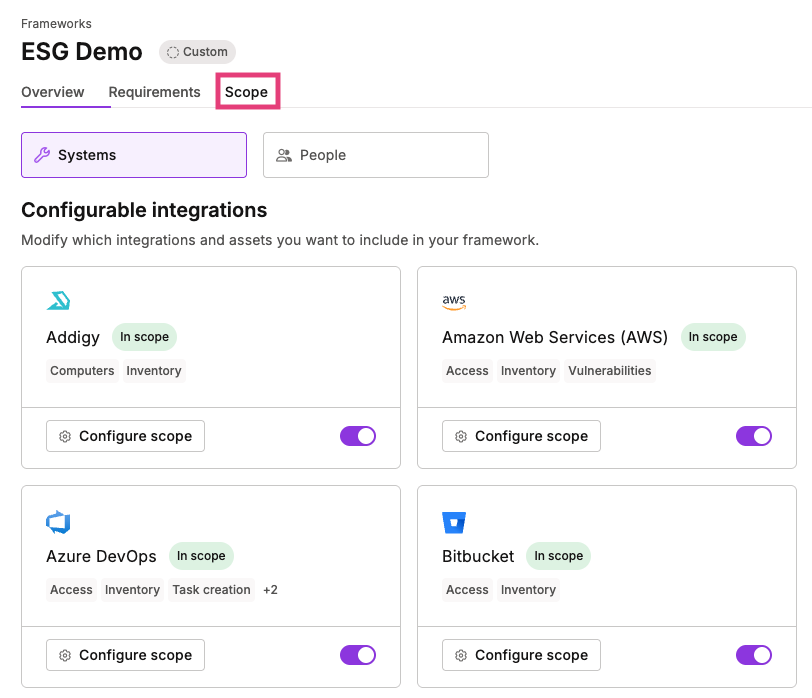 Frameworks
ESG Demo Custom
Overview Requirements Scope
Systems People
Configurable integrations
Modify which integrations and assets you want to include in your framework.
aws
Addigy In scope
Computers Inventory
Configure scope
Amazon Web Services (AWS) In scope
Access Inventory Vulnerabilities
Configure scope
Azure DevOps In scope
Access Inventory Task creation +2
Configure scope
Bitbucket In scope
Access Inventory
Configure scope